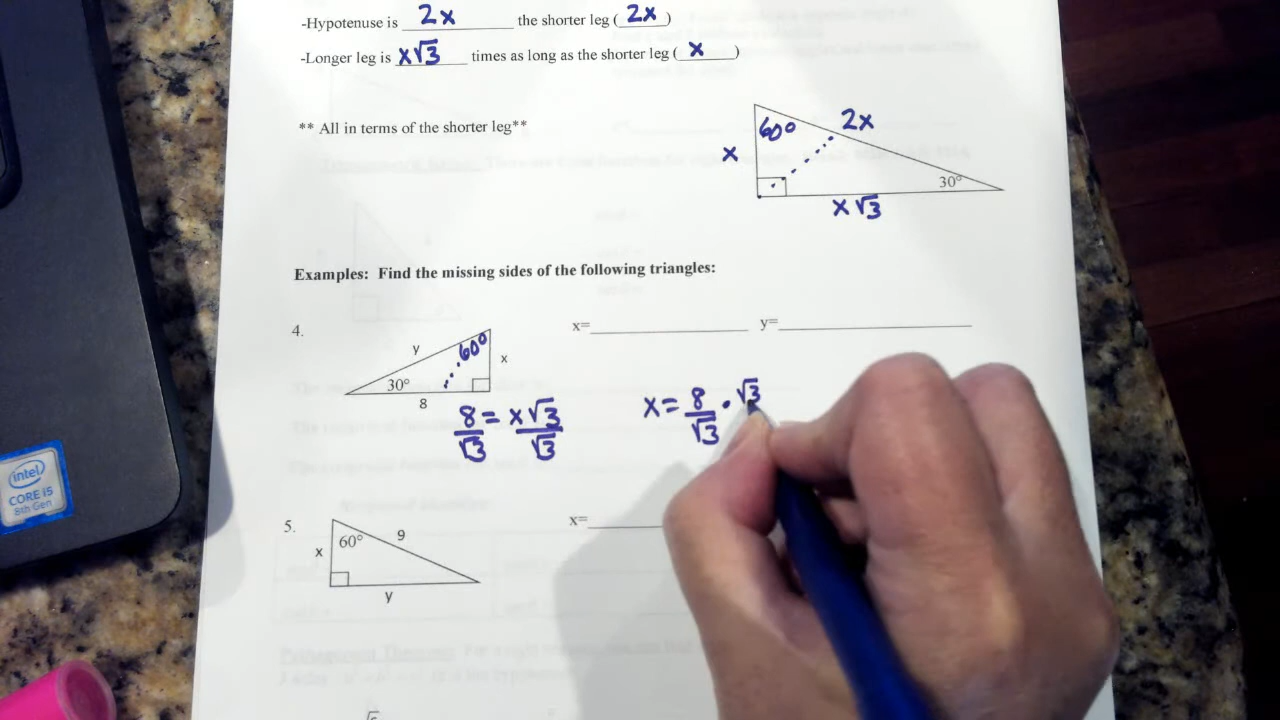 -Hypotenuse is 2x the shorter leg ( 2x )
-Longer leg is x√3 times as long as the shorter leg ( x )
** All in terms of the shorter leg**
60°
2x
x
30°
x√3
Examples: Find the missing sides of the following triangles:
4.
x=
y=
y
60°
x
30°
8
8 = x√3
√3 √3
x = 8 · √3
√3
5.
x=
60°
9
x
y
intel
CORE i5
8th Gen